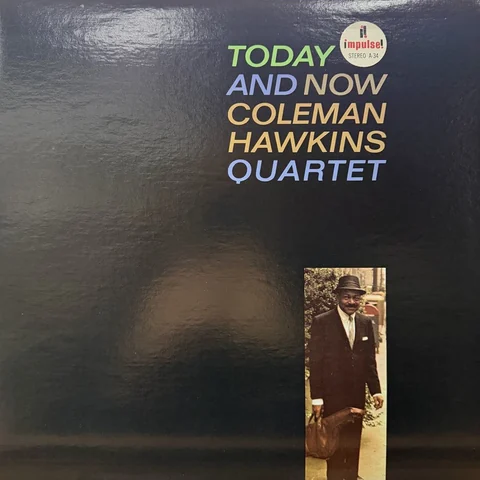 TODAY
AND NOW
COLEMAN
HAWKINS
QUARTET
impulse!
STEREO A 34